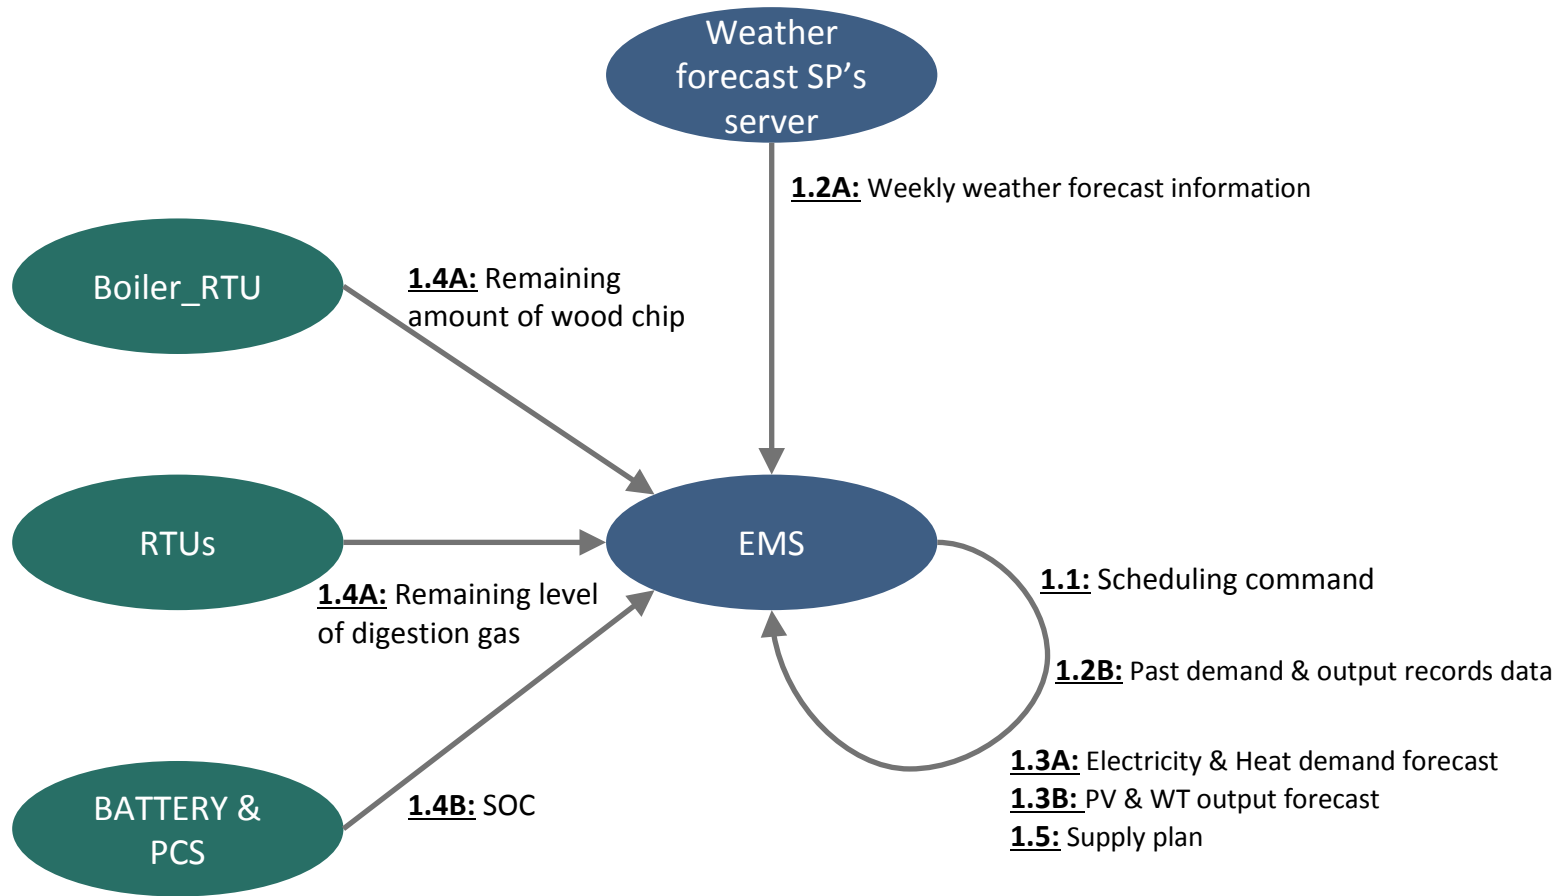 Weather
forecast SP’s
server
1.2A: Weekly weather forecast information
Boiler_RTU
1.4A: Remaining
amount of wood chip
RTUs
EMS
1.4A: Remaining level
of digestion gas
1.1: Scheduling command
1.2B: Past demand & output records data
1.3A: Electricity & Heat demand forecast
1.3B: PV & WT output forecast
1.5: Supply plan
BATTERY &
PCS
1.4B: SOC